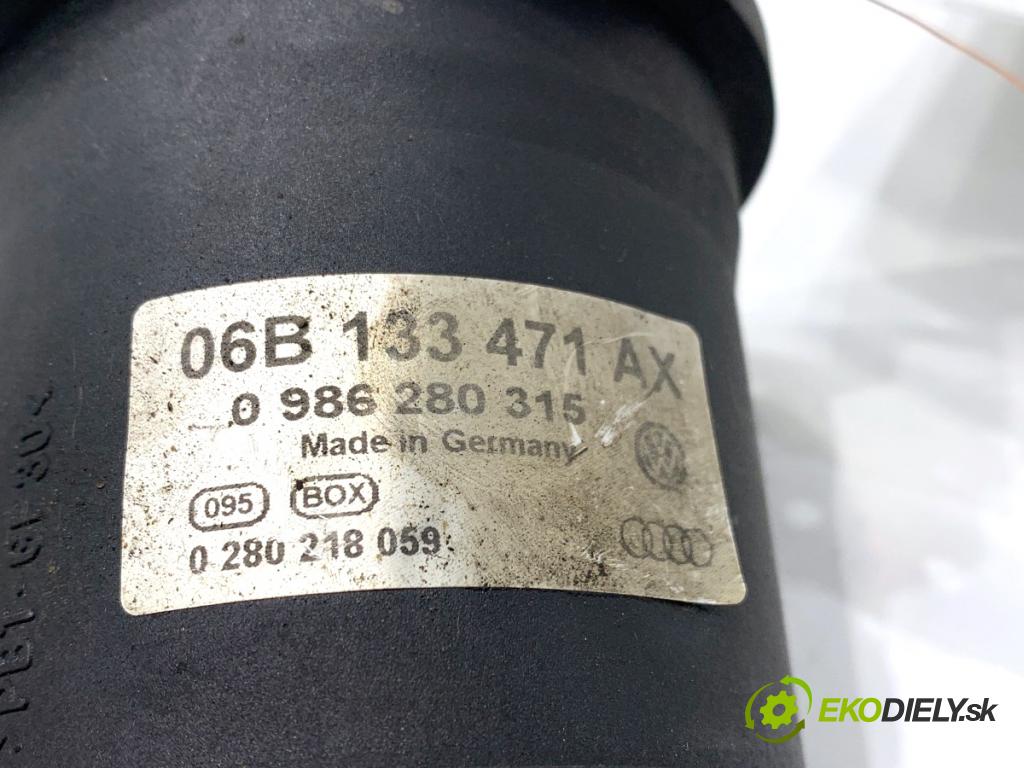 06B 133 471 AX
0 986 280 315
Made in Germany
095 BOX
0 280 218 059
EKODIELY.sk